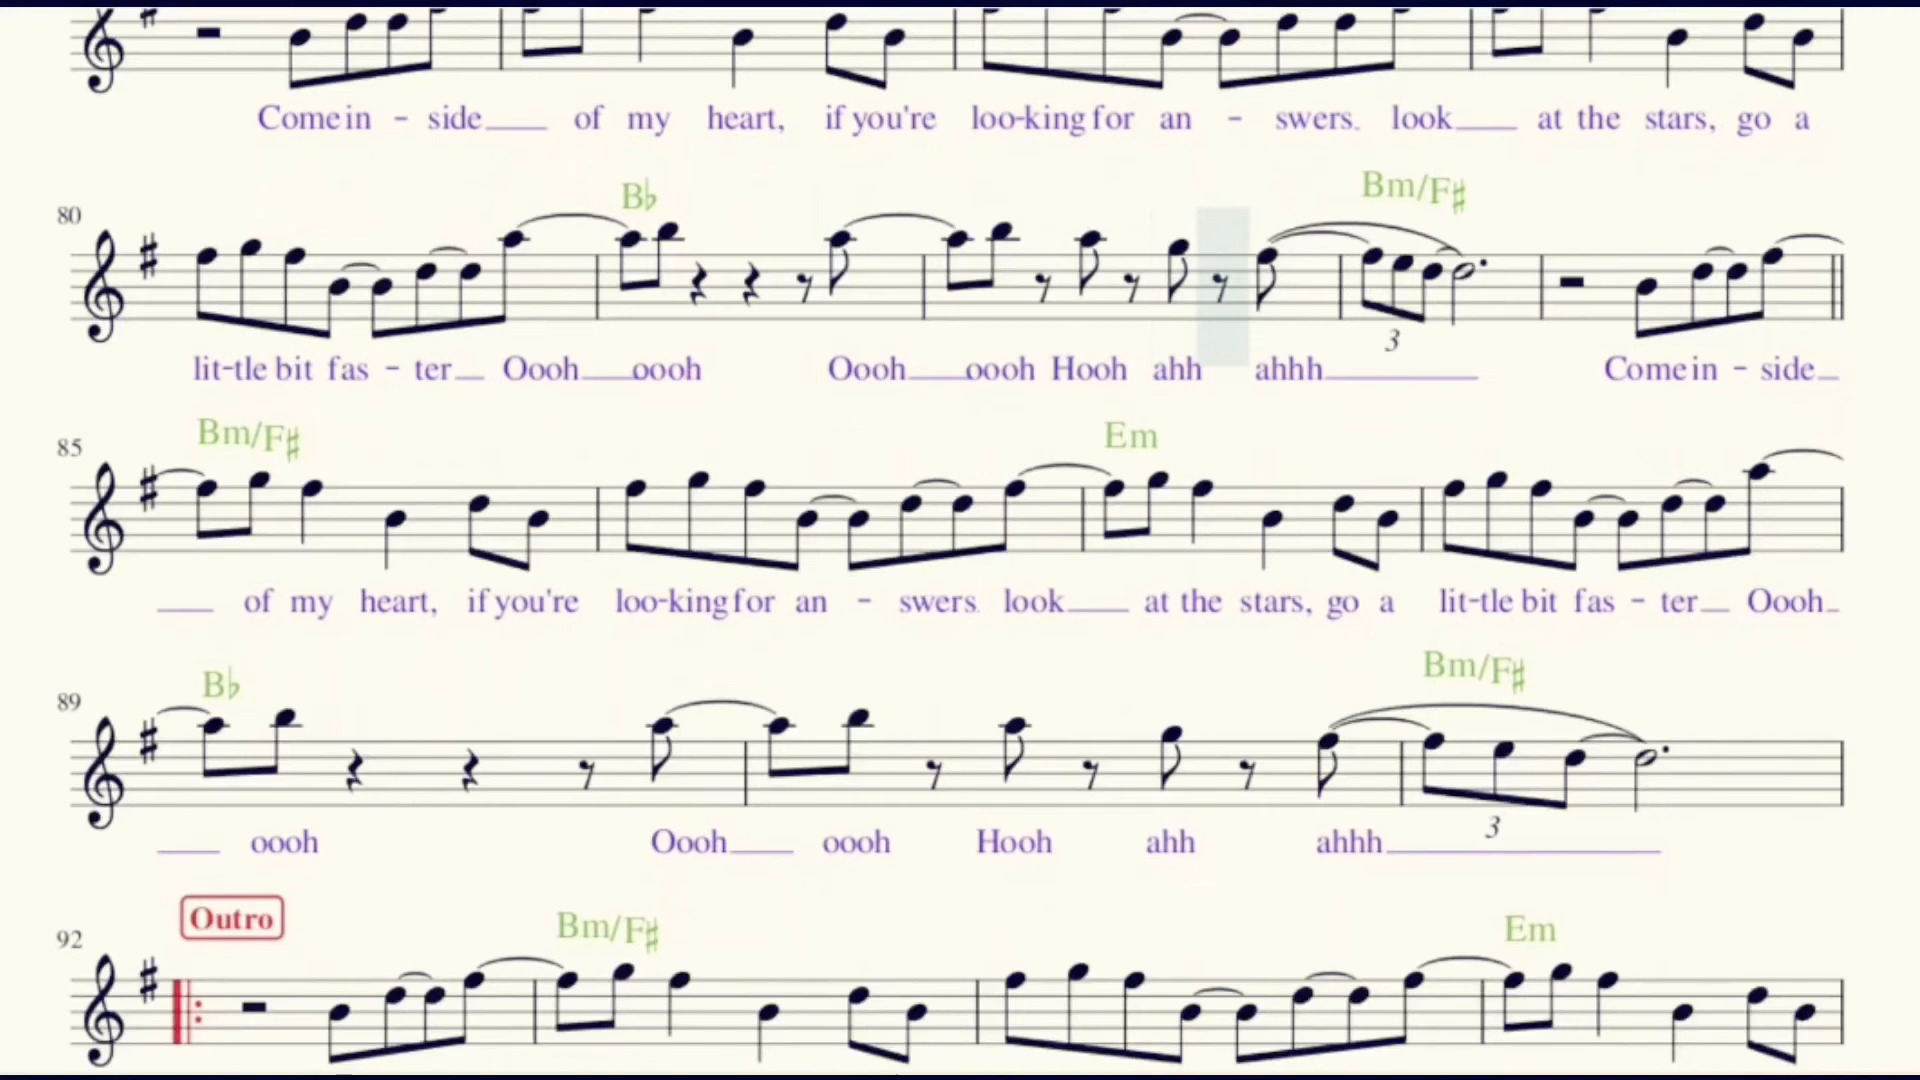 Come in - side of my heart, if you're loo-king for an - swers. look at the stars, go a
B♭ Bm/F♯
80
lit-tle bit fas - ter Oooh oooh Oooh oooh Hooh ahh ahhh Come in - side
3
Bm/F♯ Em
85
of my heart, if you're loo-king for an - swers. look at the stars, go a lit-tle bit fas - ter Oooh
B♭ Bm/F♯
89
oooh Oooh oooh Hooh ahh ahhh
3
Outro Bm/F♯ Em
92